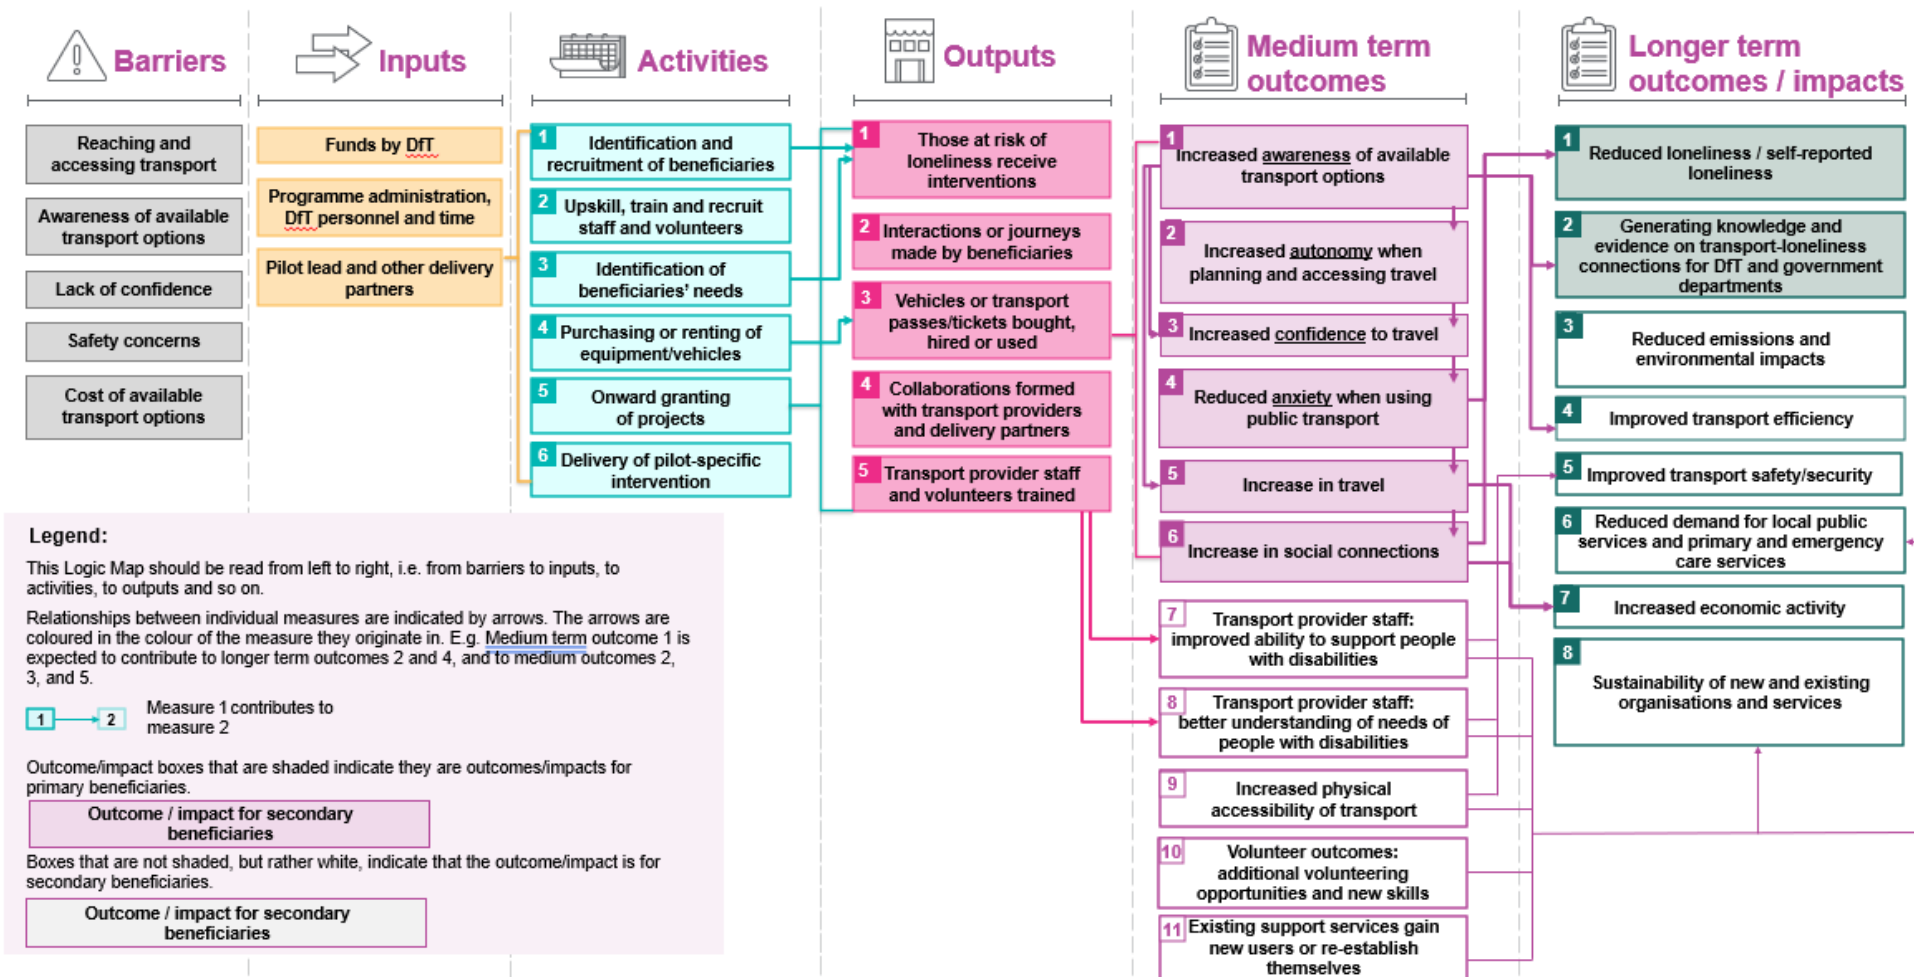 Barriers
Inputs
Activities
Outputs
Medium term
outcomes
Longer term
outcomes / impacts
Reaching and
accessing transport
Awareness of available
transport options
Lack of confidence
Safety concerns
Cost of available
transport options
Funds by DfT
Programme administration,
DfT personnel and time
Pilot lead and other delivery
partners
1
Identification and
recruitment of beneficiaries
2
Upskill, train and recruit
staff and volunteers
3
Identification of
beneficiaries' needs
4
Purchasing or renting of
equipment/vehicles
5
Onward granting
of projects
6
Delivery of pilot-specific
intervention
1
Those at risk of
loneliness receive
interventions
2
Interactions or journeys
made by beneficiaries
3
Vehicles or transport
passes/tickets bought,
hired or used
4
Collaborations formed
with transport providers
and delivery partners
5
Transport provider staff
and volunteers trained
1
Increased awareness of available
transport options
2
Increased autonomy when
planning and accessing travel
3
Increased confidence to travel
4
Reduced anxiety when using
public transport
5
Increase in travel
6
Increase in social connections
7
Transport provider staff:
improved ability to support people
with disabilities
8
Transport provider staff:
better understanding of needs of
people with disabilities
9
Increased physical
accessibility of transport
10
Volunteer outcomes:
additional volunteering
opportunities and new skills
11
Existing support services gain
new users or re-establish
themselves
1
Reduced loneliness / self-reported
loneliness
2
Generating knowledge and
evidence on transport-loneliness
connections for DfT and government
departments
3
Reduced emissions and
environmental impacts
4
Improved transport efficiency
5
Improved transport safety/security
6
Reduced demand for local public
services and primary and emergency
care services
7
Increased economic activity
8
Sustainability of new and existing
organisations and services
Legend:
This Logic Map should be read from left to right, i.e. from barriers to inputs, to
activities, to outputs and so on.
Relationships between individual measures are indicated by arrows. The arrows are
coloured in the colour of the measure they originate in. E.g. Medium term outcome 1 is
expected to contribute to longer term outcomes 2 and 4, and to medium outcomes 2,
3, and 5.
1 2
Measure 1 contributes to
measure 2
Outcome/impact boxes that are shaded indicate they are outcomes/impacts for
primary beneficiaries.
Outcome / impact for secondary
beneficiaries
Boxes that are not shaded, but rather white, indicate that the outcome/impact is for
secondary beneficiaries.
Outcome / impact for secondary
beneficiaries